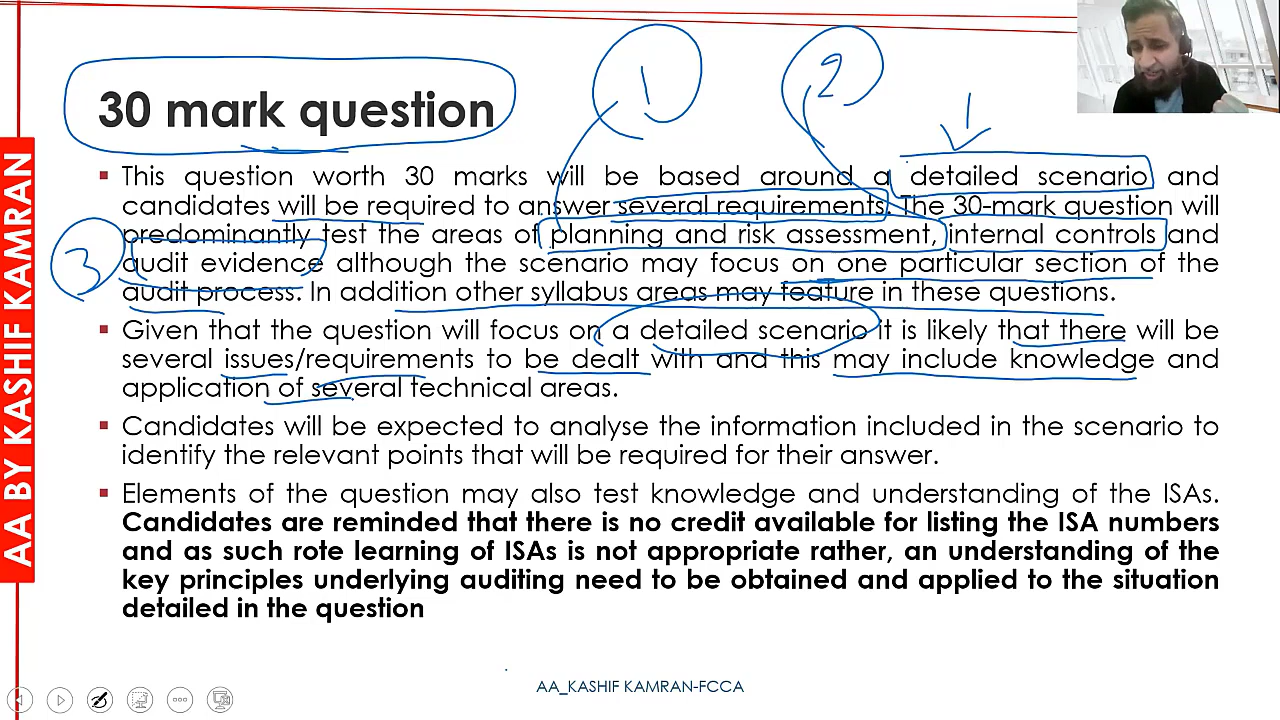 30 mark question
1
2
3
AA BY KASHIF KAMRAN
▪ This question worth 30 marks will be based around a detailed scenario and
candidates will be required to answer several requirements. The 30-mark question will
predominantly test the areas of planning and risk assessment, internal controls and
audit evidence although the scenario may focus on one particular section of the
audit process. In addition other syllabus areas may feature in these questions.
▪ Given that the question will focus on a detailed scenario it is likely that there will be
several issues/requirements to be dealt with and this may include knowledge and
application of several technical areas.
▪ Candidates will be expected to analyse the information included in the scenario to
identify the relevant points that will be required for their answer.
▪ Elements of the question may also test knowledge and understanding of the ISAs.
Candidates are reminded that there is no credit available for listing the ISA numbers
and as such rote learning of ISAs is not appropriate rather, an understanding of the
key principles underlying auditing need to be obtained and applied to the situation
detailed in the question
AA_KASHIF KAMRAN-FCCA